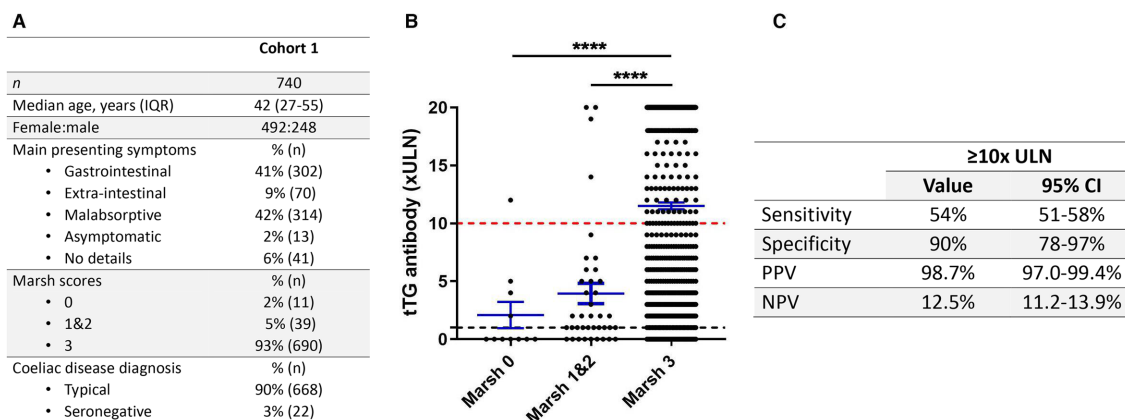 A
Cohort 1
n 740
Median age, years (IQR) 42 (27-55)
Female:male 492:248
Main presenting symptoms % (n)
• Gastrointestinal 41% (302)
• Extra-intestinal 9% (70)
• Malabsorptive 42% (314)
• Asymptomatic 2% (13)
• No details 6% (41)
Marsh scores % (n)
• 0 2% (11)
• 1&2 5% (39)
• 3 93% (690)
Coeliac disease diagnosis % (n)
• Typical 90% (668)
• Seronegative 3% (22)
B
****
****
tTG antibody (xULN)
20
15
10
5
0
Marsh 0
Marsh 1&2
Marsh 3
C
≥10x ULN
Value 95% CI
Sensitivity 54% 51-58%
Specificity 90% 78-97%
PPV 98.7% 97.0-99.4%
NPV 12.5% 11.2-13.9%